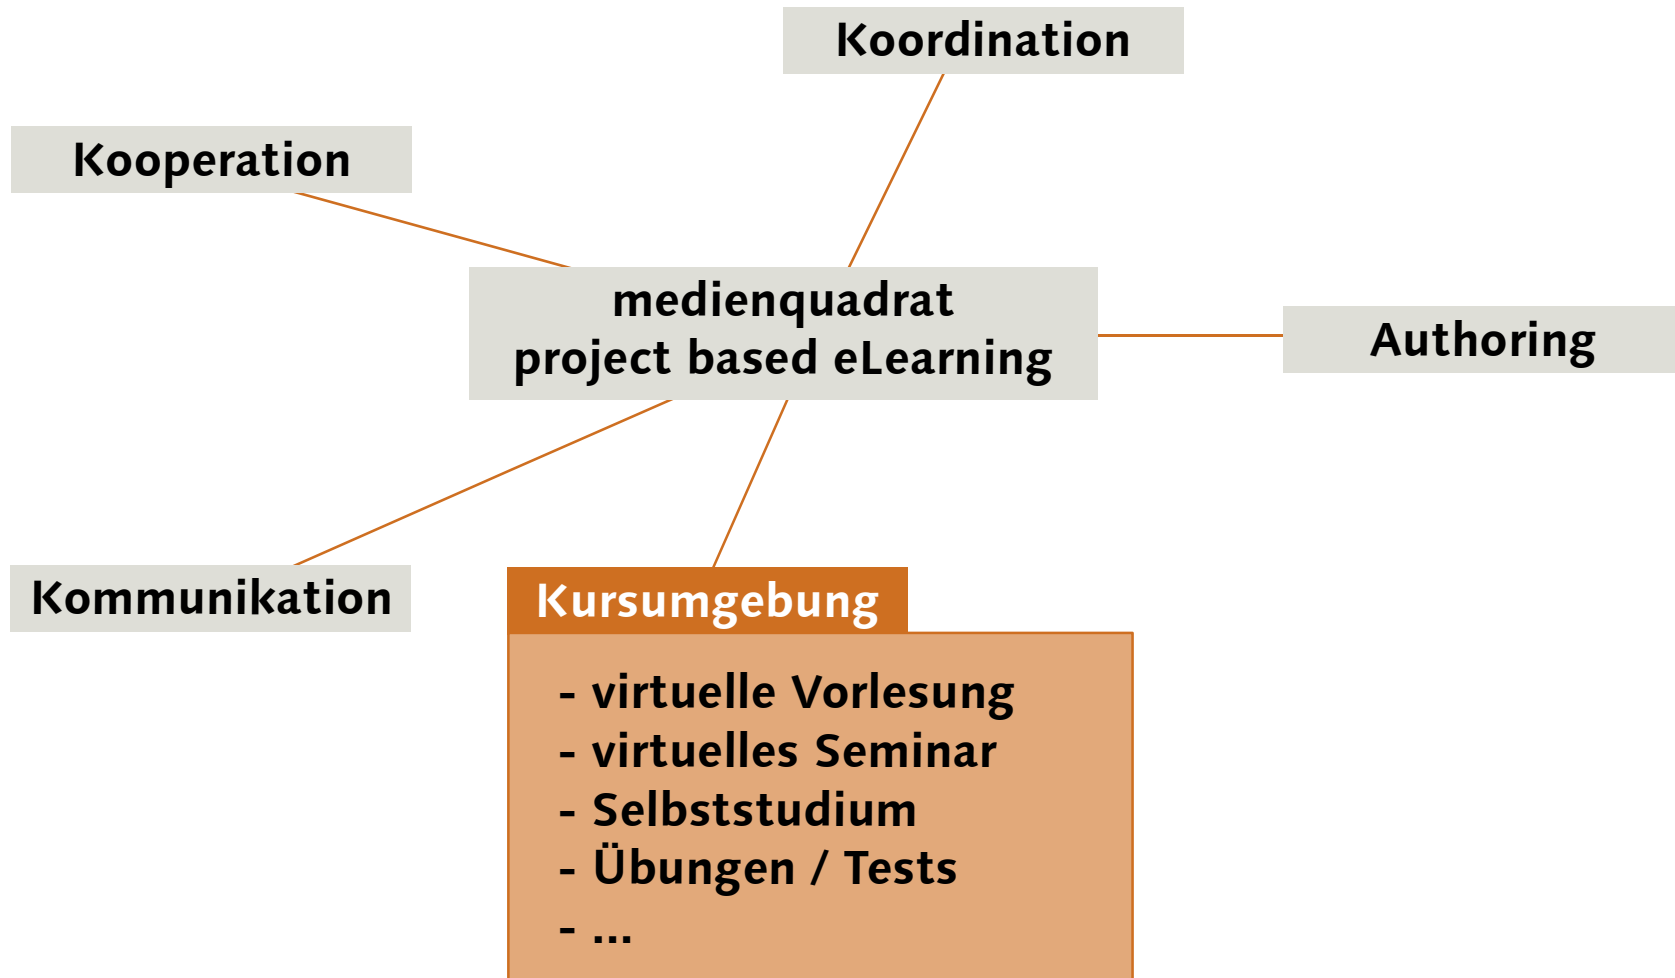 Koordination
Kooperation
medienquadrat
project based eLearning
Authoring
Kommunikation
Kursumgebung
- virtuelle Vorlesung
- virtuelles Seminar
- Selbststudium
- Übungen / Tests
- ...